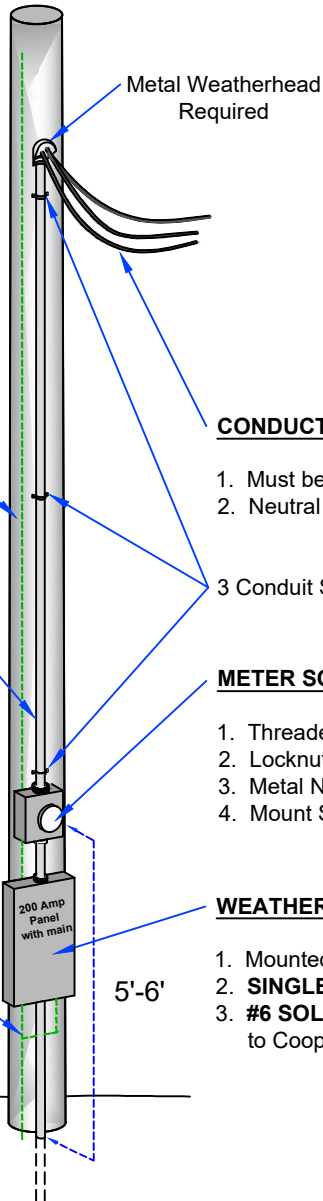 Metal Weatherhead
Required
CONDUCT
1. Must be
2. Neutral
3 Conduit S
METER SO
1. Threade
2. Locknut
3. Metal N
4. Mount S
200 Amp
Panel
with main
WEATHER
1. Mounted
2. SINGLE
3. #6 SOL
to Coop
5'-6'